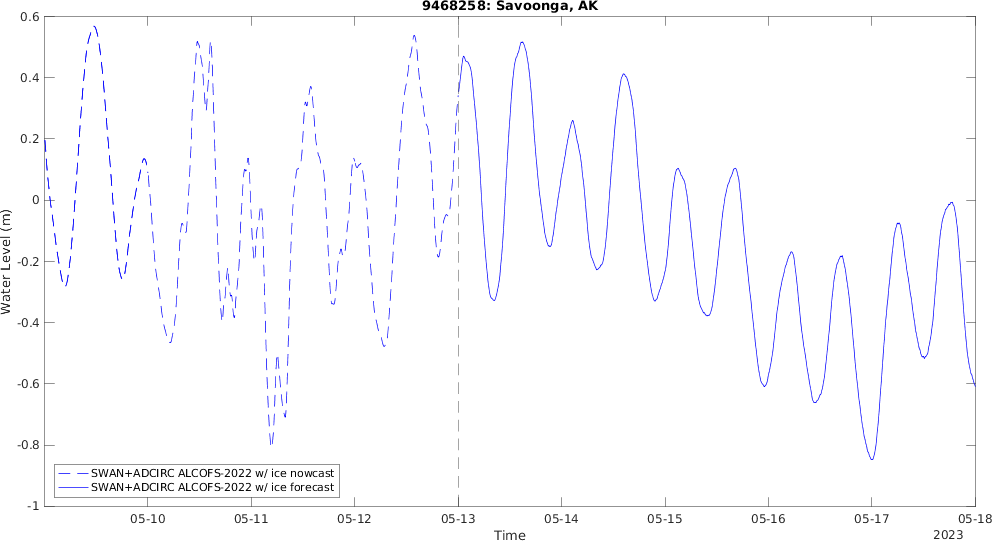 9468258: Savoonga, AK
0.6
0.4
0.2
0
-0.2
-0.4
-0.6
-0.8
-1
Water Level (m)
SWAN+ADCIRC ALCOFS-2022 w/ ice nowcast
SWAN+ADCIRC ALCOFS-2022 w/ ice forecast
05-10 05-11 05-12 05-13 05-14 05-15 05-16 05-17 05-18
Time
2023